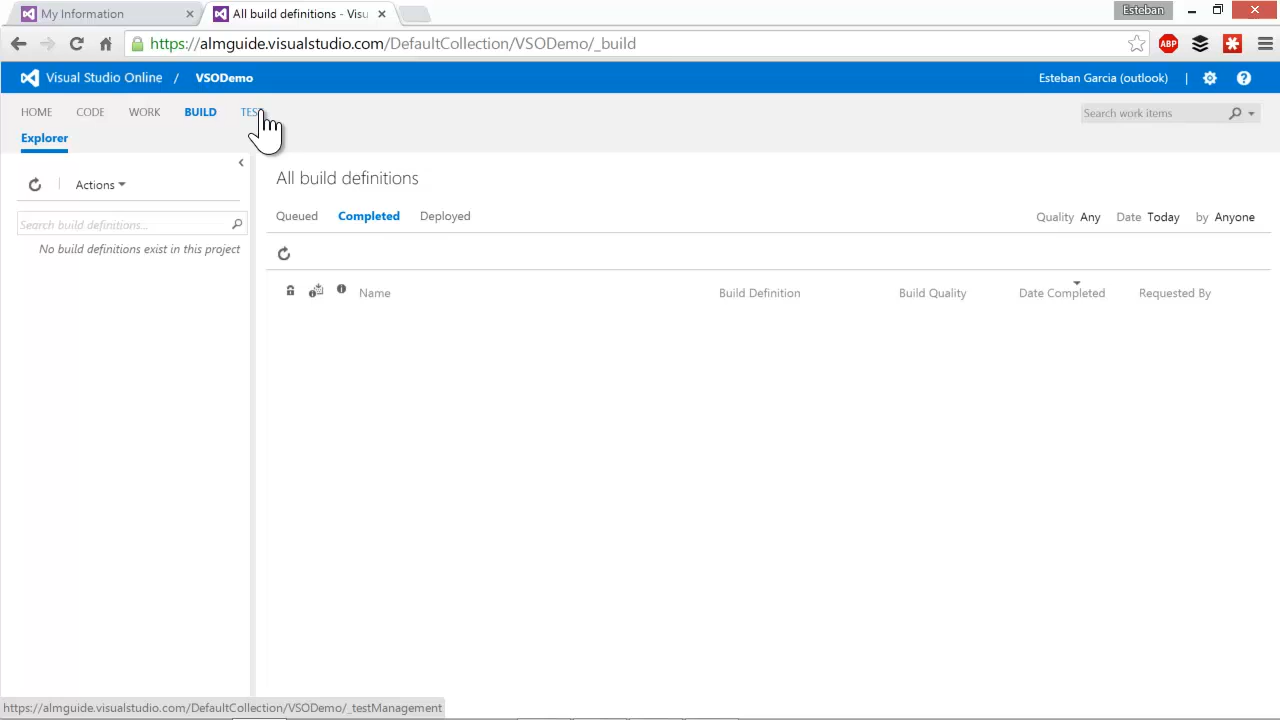 My Information
All build definitions - Visu
Esteban
https://almguide.visualstudio.com/DefaultCollection/VSODemo/_build
ABP
Visual Studio Online / VSODemo
Esteban Garcia (outlook) |
HOME CODE WORK BUILD TES
Search work items
Explorer
All build definitions
Actions
Queued Completed Deployed
Quality Any Date Today by Anyone
Search build definitions...
No build definitions exist in this project
Name Build Definition Build Quality Date Completed Requested By
https://almguide.visualstudio.com/DefaultCollection/VSODemo/_testManagement